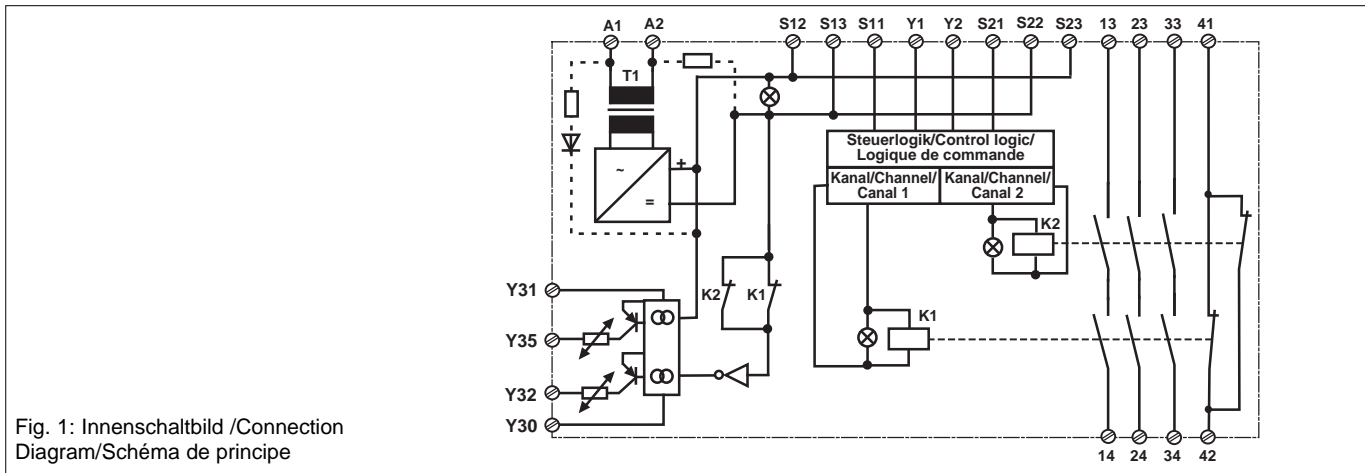 A1 A2 S12 S13 S11 Y1 Y2 S21 S22 S23 13 23 33 41
T1
Steuerlogik/Control logic/
Logique de commande
Kanal/Channel/ Kanal/Channel/
Canal 1 Canal 2
+
~
=
K2
Y31
K2 K1
K1
Y35
Y32
Y30
14 24 34 42
Fig. 1: Innenschaltbild /Connection
Diagram/Schéma de principe